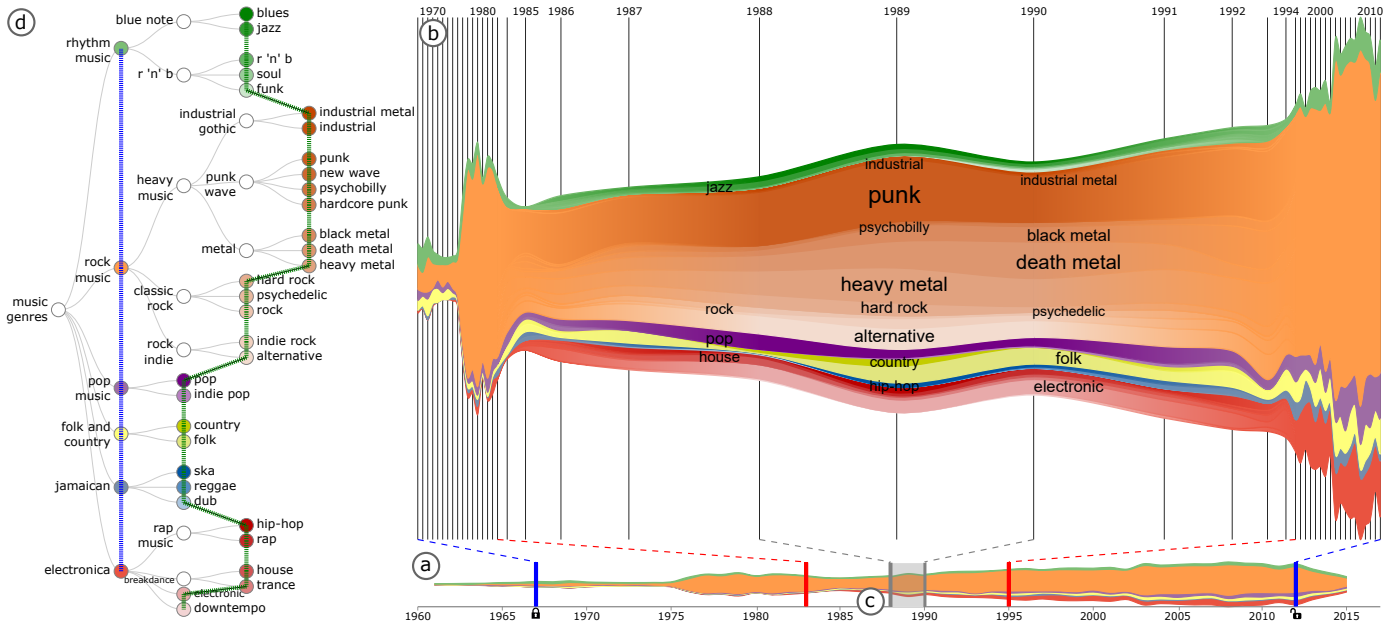 d
blue note
blues
jazz
rhythm
music
r 'n' b
r 'n' b
soul
funk
industrial
gothic
industrial metal
industrial
heavy
music
punk
wave
punk
new wave
psychobilly
hardcore punk
metal
black metal
death metal
heavy metal
rock
music
classic
rock
hard rock
psychedelic
rock
music
genres
rock
indie
indie rock
alternative
pop
music
pop
indie pop
folk and
country
country
folk
jamaican
ska
reggae
dub
rap
music
hip-hop
rap
electronica
breakdance
house
trance
electronic
downtempo
b
1970 1980 1985 1986 1987 1988 1989 1990 1991 1992 1994 2000 2010
industrial
jazz
industrial metal
punk
psychobilly
black metal
death metal
heavy metal
rock
hard rock
psychedelic
pop
alternative
house
country
folk
hip-hop
electronic
a
c
1960 1965 1970 1975 1980 1985 1990 1995 2000 2005 2010 2015